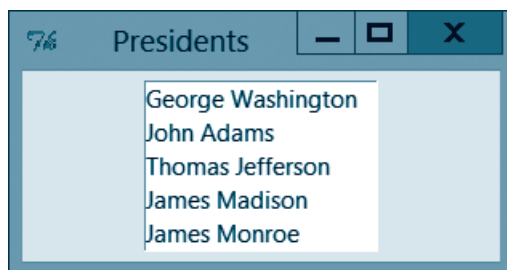 Presidents
George Washington
John Adams
Thomas Jefferson
James Madison
James Monroe